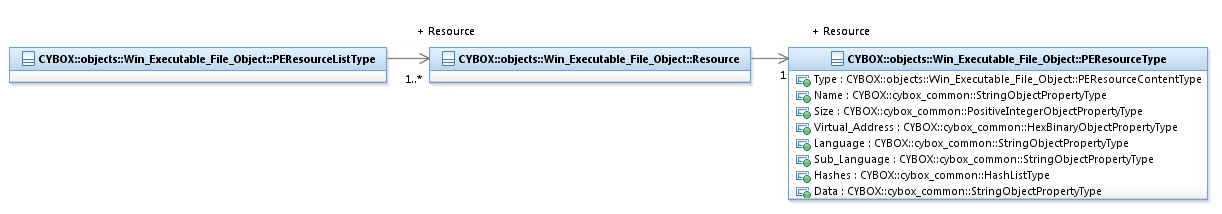 + Resource
+ Resource
CYBOX::objects::Win_Executable_File_Object::PEResourceListType
CYBOX::objects::Win_Executable_File_Object::Resource
CYBOX::objects::Win_Executable_File_Object::PEResourceType
1..*
1
Type : CYBOX::objects::Win_Executable_File_Object::PEResourceContentType
Name : CYBOX::cybox_common::StringObjectPropertyType
Size : CYBOX::cybox_common::PositiveIntegerObjectPropertyType
Virtual_Address : CYBOX::cybox_common::HexBinaryObjectPropertyType
Language : CYBOX::cybox_common::StringObjectPropertyType
Sub_Language : CYBOX::cybox_common::StringObjectPropertyType
Hashes : CYBOX::cybox_common::HashListType
Data : CYBOX::cybox_common::StringObjectPropertyType